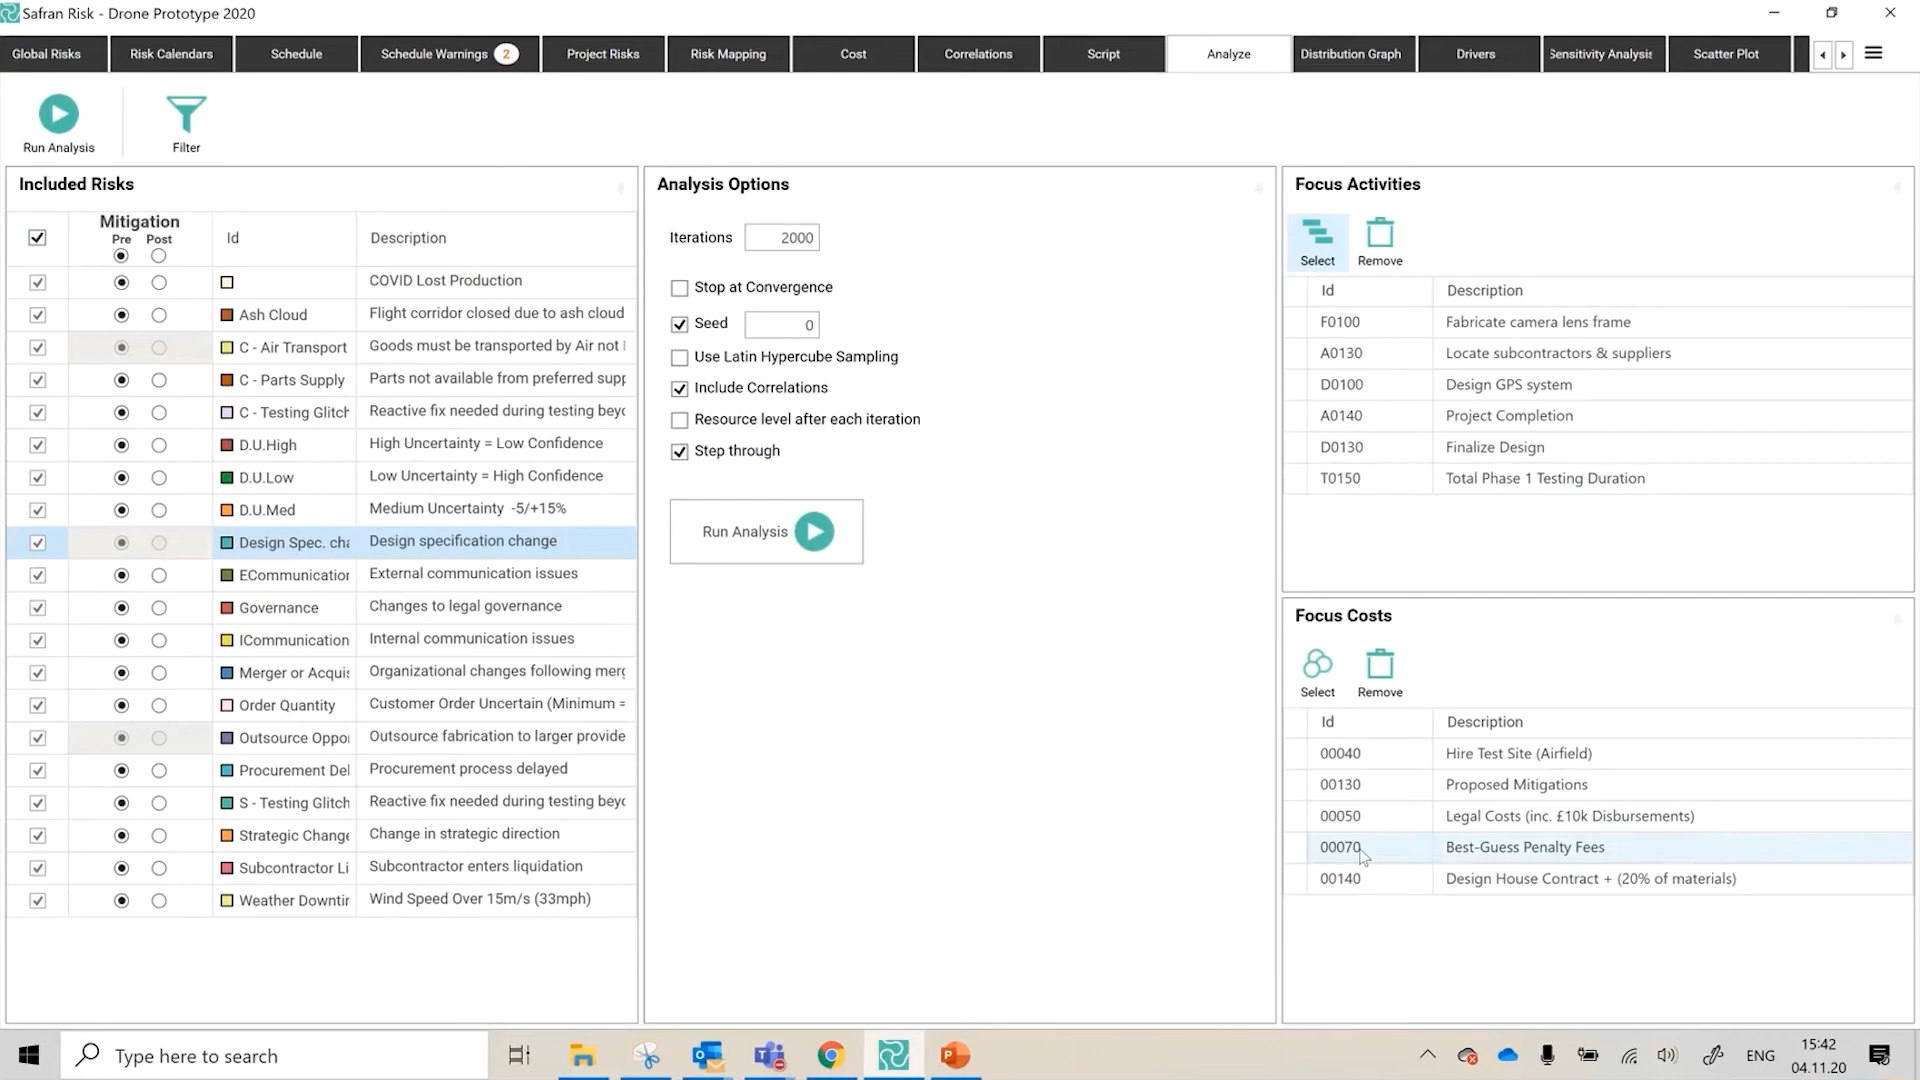 Safran Risk - Drone Prototype 2020
Global Risks
Risk Calendars
Schedule
Schedule Warnings 2
Project Risks
Risk Mapping
Cost
Correlations
Script
Analyze
Distribution Graph
Drivers
Sensitivity Analysis
Scatter Plot
Run Analysis
Filter
Included Risks
Mitigation
Pre Post
Id
Description
COVID Lost Production
Ash Cloud Flight corridor closed due to ash cloud
C - Air Transport Goods must be transported by Air not
C - Parts Supply Parts not available from preferred supp
C - Testing Glitch Reactive fix needed during testing beyo
D.U.High High Uncertainty = Low Confidence
D.U.Low Low Uncertainty = High Confidence
D.U.Med Medium Uncertainty -5/+15%
Design Spec. cha Design specification change
ECommunication External communication issues
Governance Changes to legal governance
ICommunication Internal communication issues
Merger or Acquis Organizational changes following merg
Order Quantity Customer Order Uncertain (Minimum =
Outsource Oppor Outsource fabrication to larger provide
Procurement Del Procurement process delayed
S - Testing Glitch Reactive fix needed during testing beyo
Strategic Change Change in strategic direction
Subcontractor Li Subcontractor enters liquidation
Weather Downtin Wind Speed Over 15m/s (33mph)
Analysis Options
Iterations 2000
Stop at Convergence
Seed 0
Use Latin Hypercube Sampling
Include Correlations
Resource level after each iteration
Step through
Run Analysis
Focus Activities
Select Remove
Id Description
F0100 Fabricate camera lens frame
A0130 Locate subcontractors & suppliers
D0100 Design GPS system
A0140 Project Completion
D0130 Finalize Design
T0150 Total Phase 1 Testing Duration
Focus Costs
Select Remove
Id Description
00040 Hire Test Site (Airfield)
00130 Proposed Mitigations
00050 Legal Costs (inc. £10k Disbursements)
00070 Best-Guess Penalty Fees
00140 Design House Contract + (20% of materials)
Type here to search
ENG
15:42
04.11.20